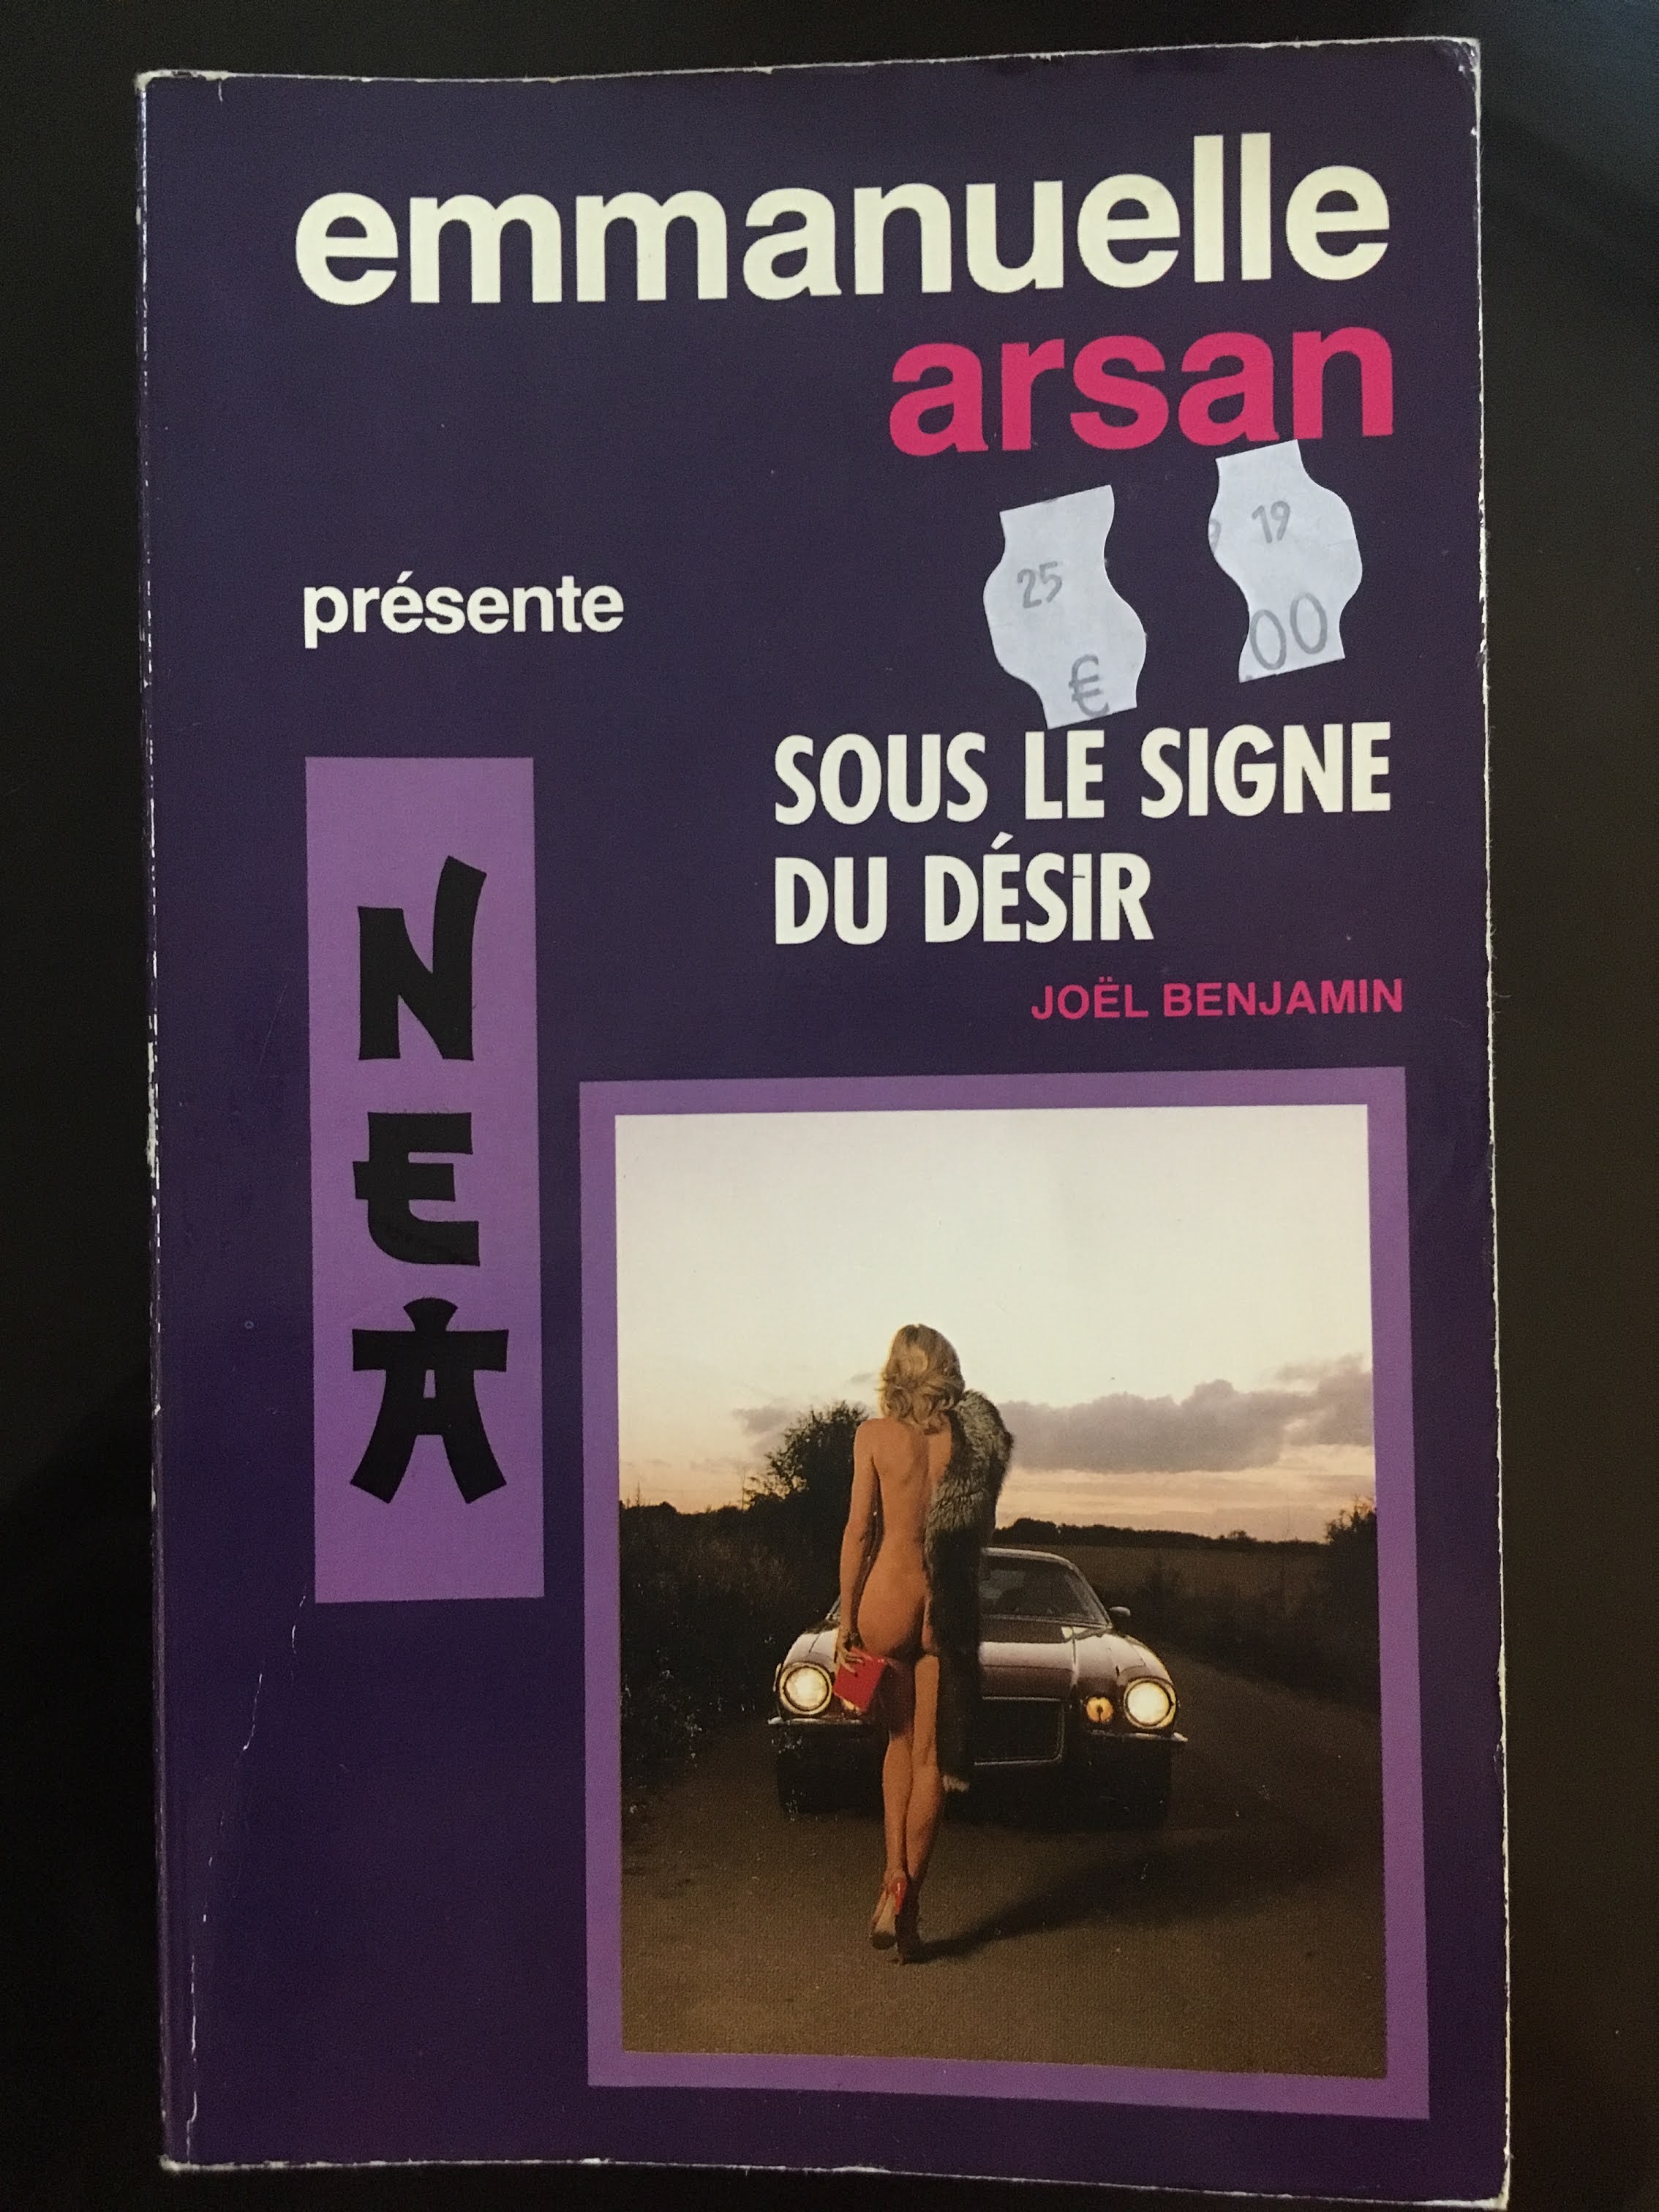 emmanuelle
arsan
présente
25
€
19
00
SOUS LE SIGNE
DU DÉSIR
JOËL BENJAMIN
NEA